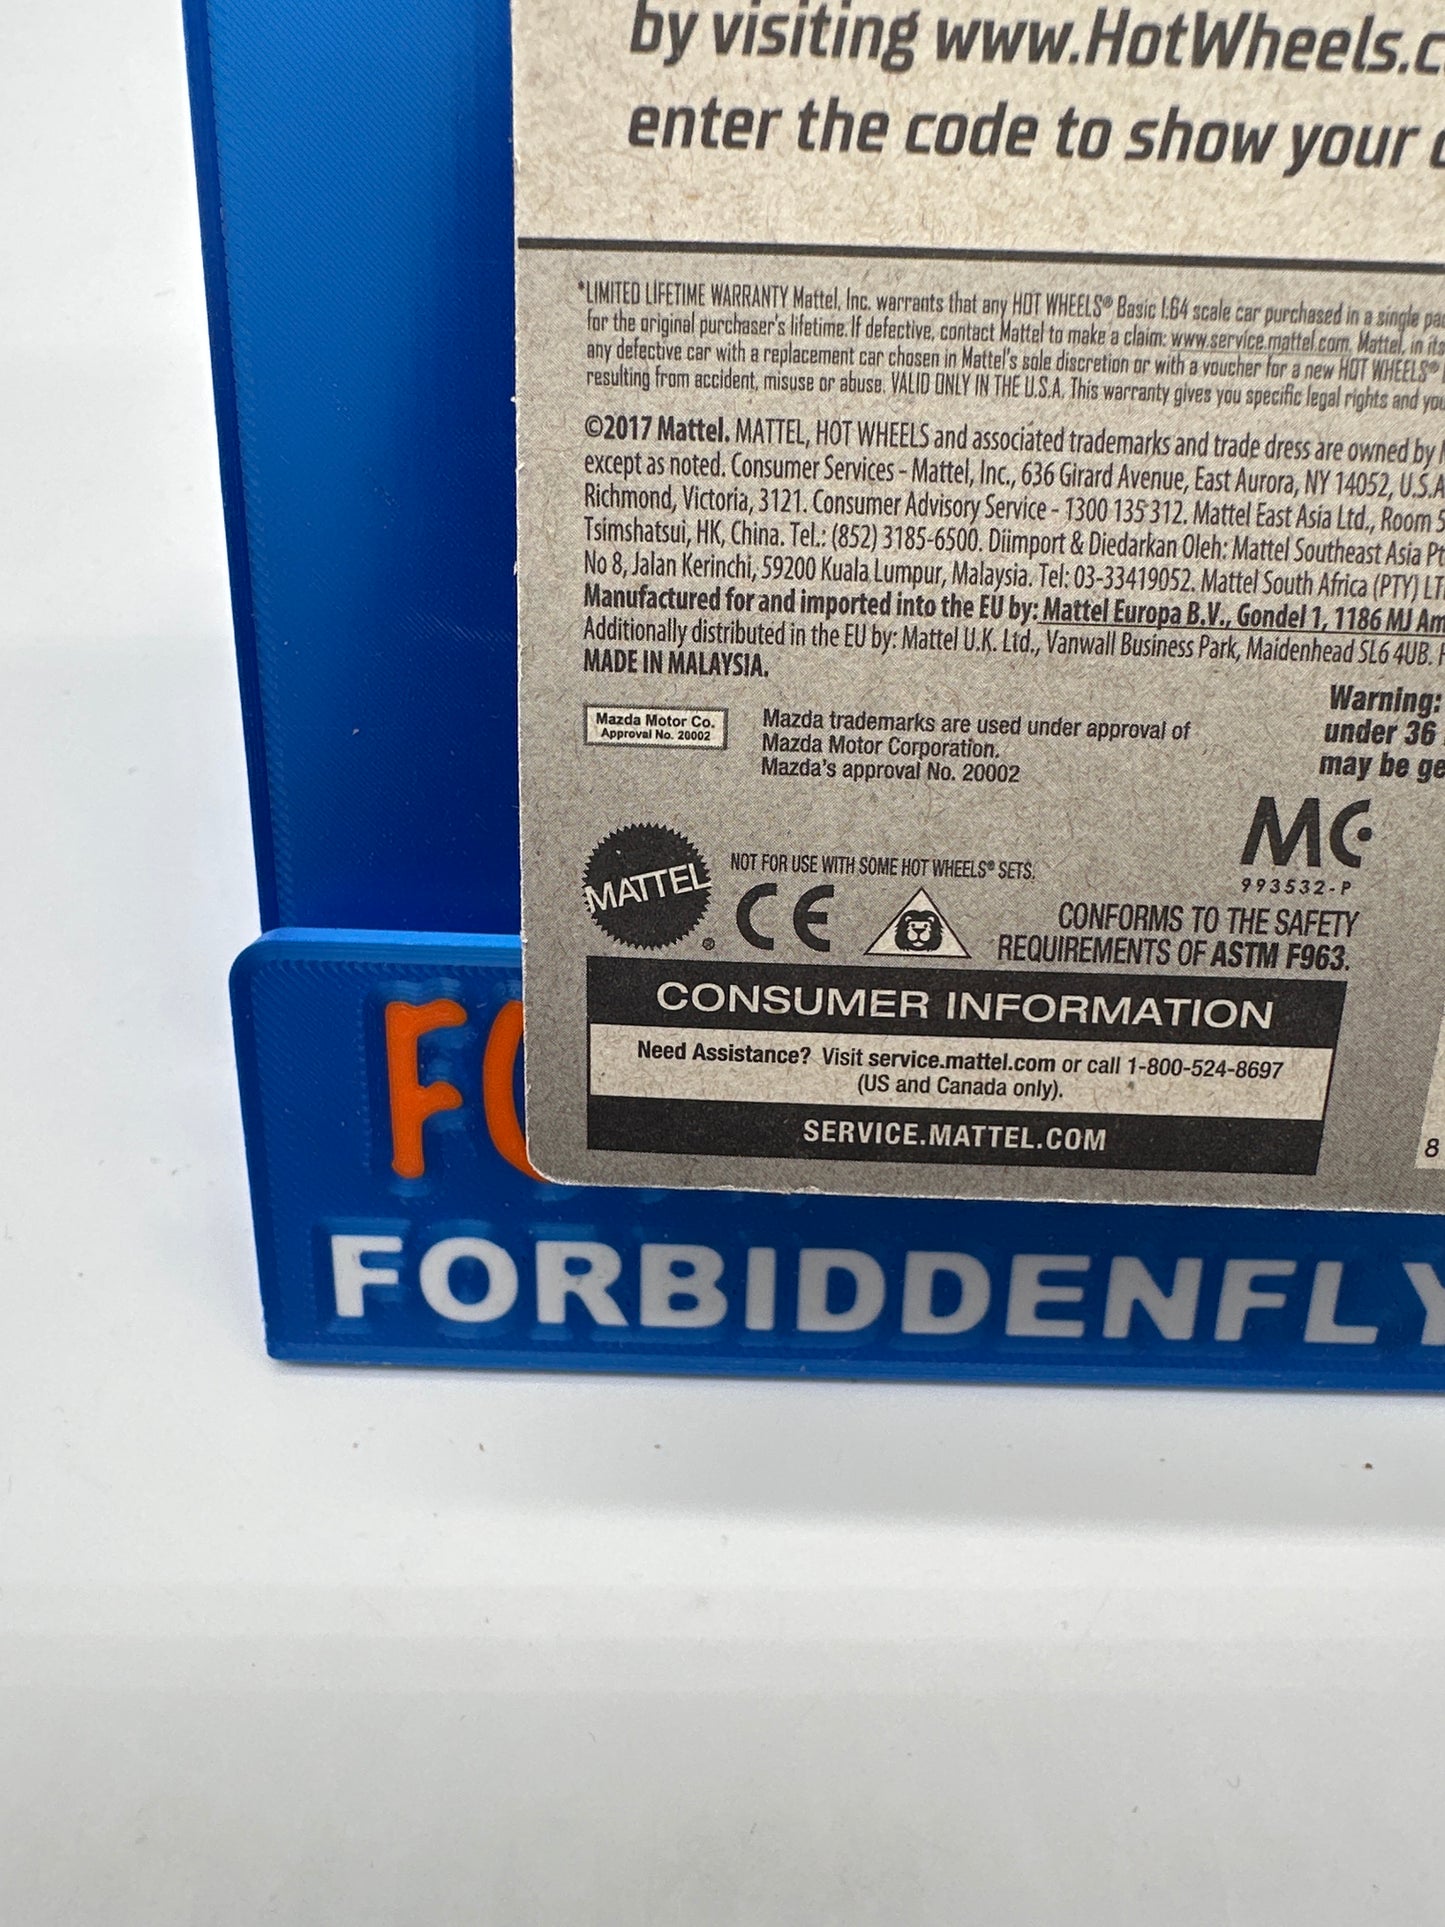 by visiting www.HotWheels.c
enter the code to show your
*LIMITED LIFETIME WARRANTY Mattel, Inc. warrants that any HOT WHEELS® Basic 1:64 scale car purchased in a single
for the original purchaser's lifetime. If defective, contact Mattel to make a claim: www.service.mattel.com. Mattel, in its
any defective car with a replacement car chosen in Mattel's sole discretion or with a voucher for a new HOT WHEELS®
resulting from accident, misuse or abuse. VALID ONLY IN THE U.S.A. This warranty gives you specific legal rights and you
©2017 Mattel. MATTEL, HOT WHEELS and associated trademarks and trade dress are owned by
except as noted. Consumer Services - Mattel, Inc., 636 Girard Avenue, East Aurora, NY 14052, U.S.A
Richmond, Victoria, 3121. Consumer Advisory Service - 1300 135 312. Mattel East Asia Ltd., Room 5
Tsimshatsui, HK, China. Tel.: (852) 3185-6500. Diimport & Diedarkan Oleh: Mattel Southeast Asia Pt
No 8, Jalan Kerinchi, 59200 Kuala Lumpur, Malaysia. Tel: 03-33419052. Mattel South Africa (PTY) LT
Manufactured for and imported into the EU by: Mattel Europa B.V., Gondel 1, 1186 MJ Am
Additionally distributed in the EU by: Mattel U.K. Ltd., Vanwall Business Park, Maidenhead SL6 4UB.
MADE IN MALAYSIA.
Mazda Motor Co.
Approval No. 20002
Mazda trademarks are used under approval of
Mazda Motor Corporation.
Mazda's approval No. 20002
Warning:
under 36
may be ge
MC
993532-P
MATTEL
®
NOT FOR USE WITH SOME HOT WHEELS® SETS.
CE
CONFORMS TO THE SAFETY
REQUIREMENTS OF ASTM F963.
CONSUMER INFORMATION
Need Assistance? Visit service.mattel.com or call 1-800-524-8697
(US and Canada only).
SERVICE.MATTEL.COM
8
FO
FORBIDDENFLY